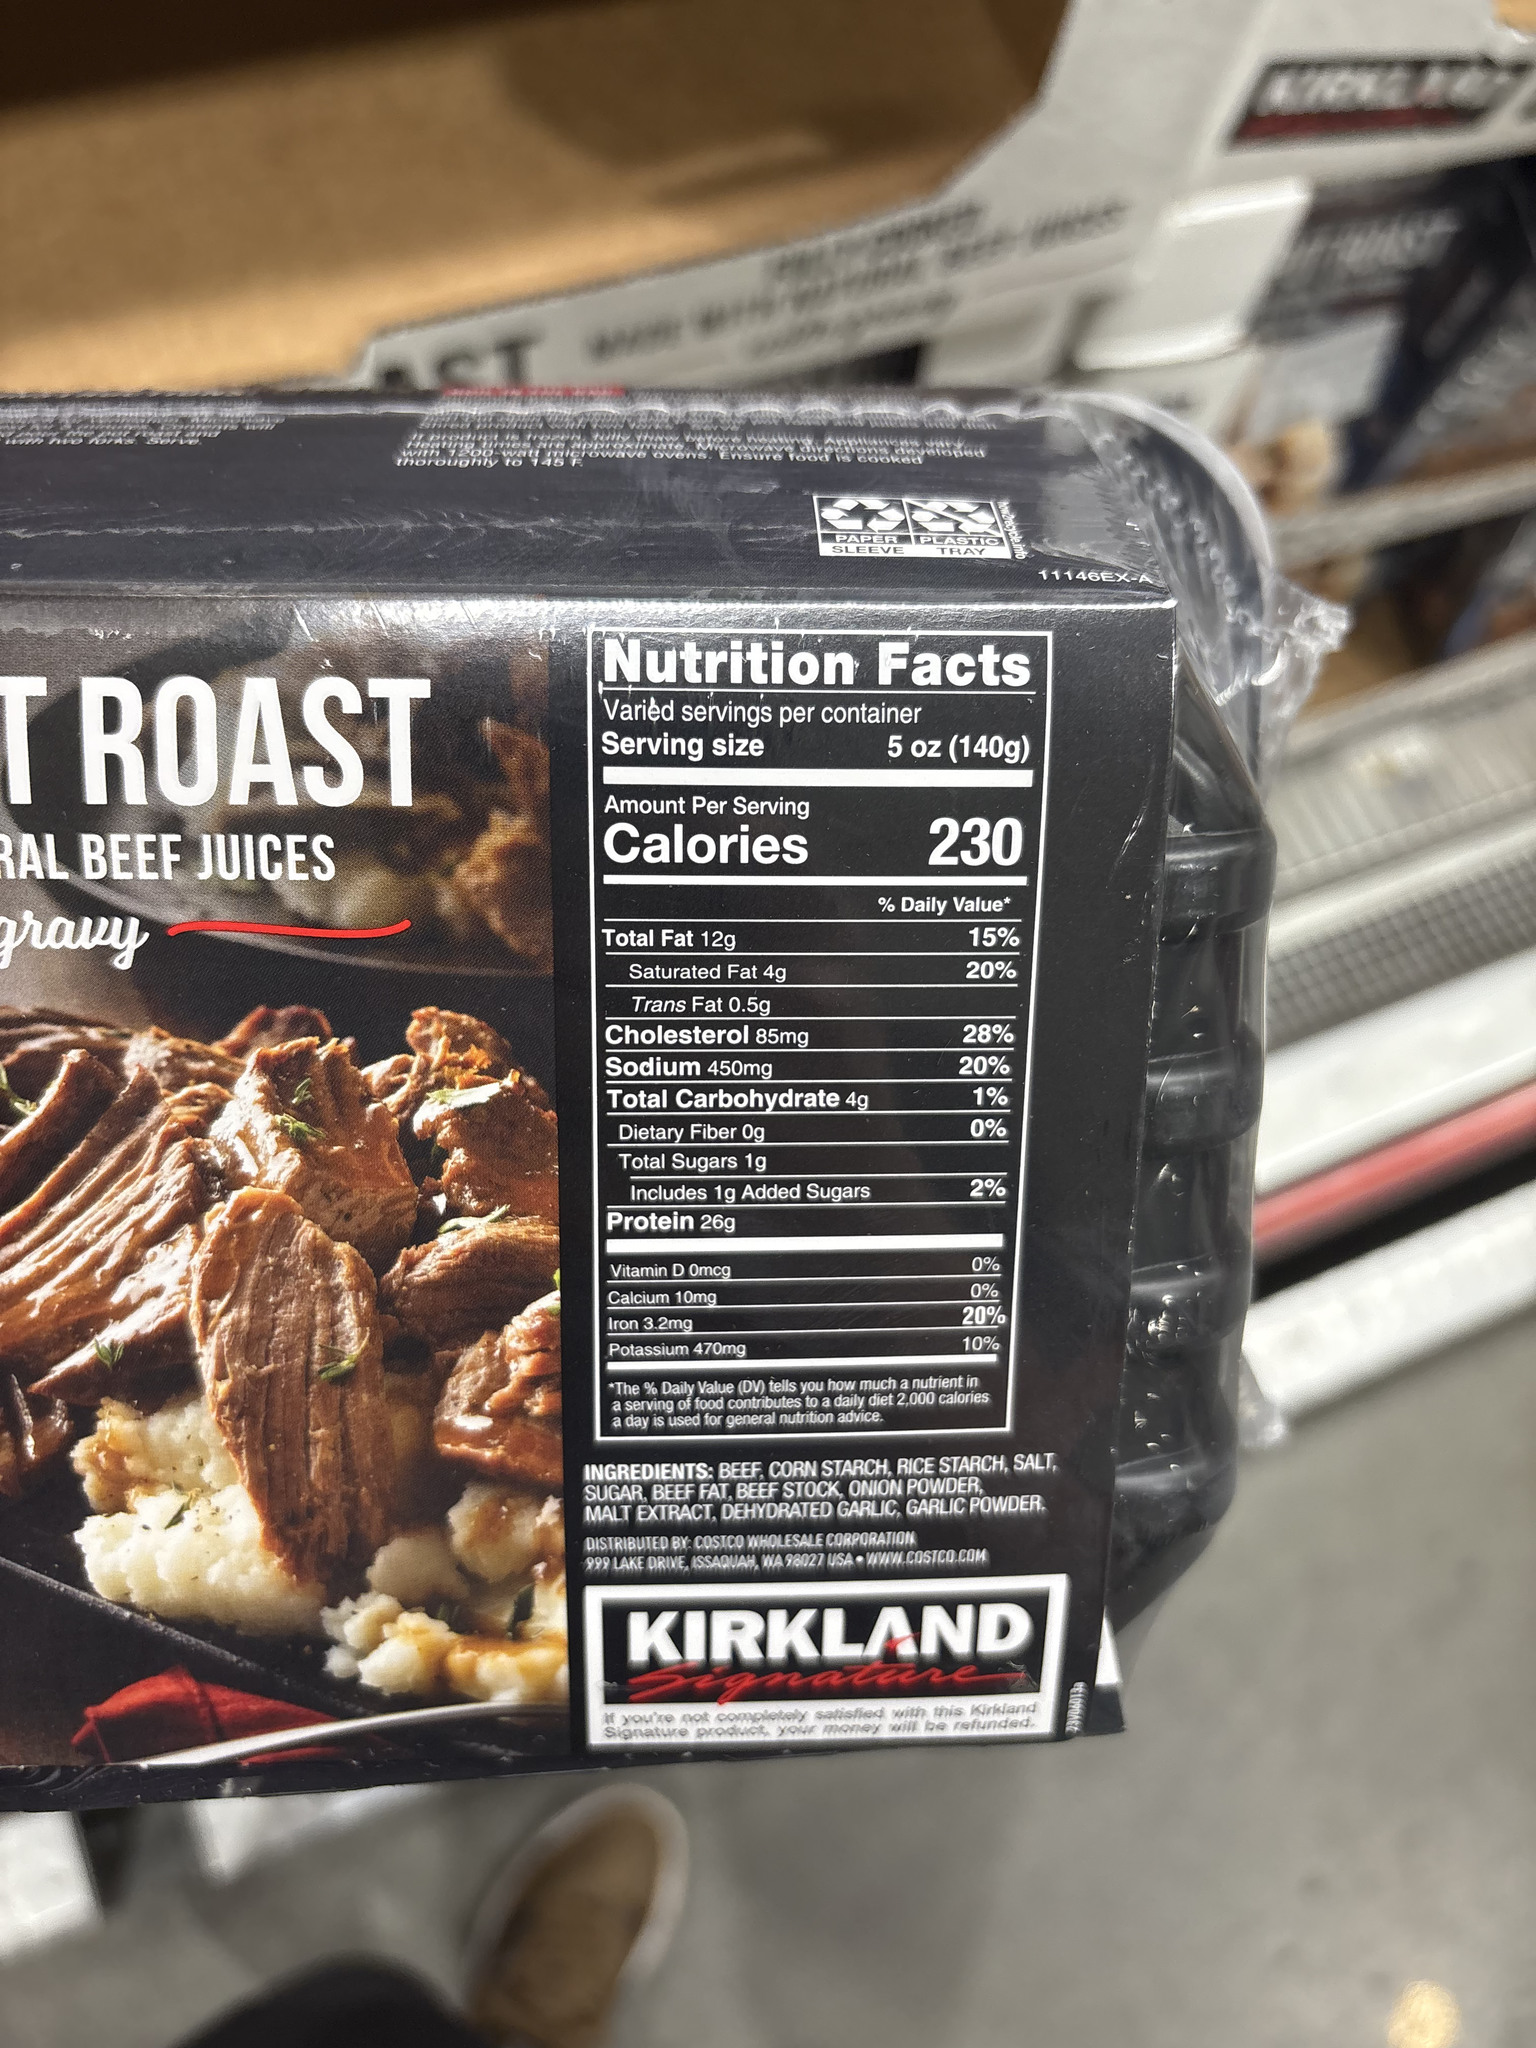 KIRKLAND
AST
thoroughly to 145 F.
with 1200 watt microwave ovens. Ensure food is cooked
PAPER PLASTIC
SLEEVE TRAY
how2recycle.info
11146EX-A
T ROAST
RAL BEEF JUICES
gravy
Nutrition Facts
Varied servings per container
Serving size 5 oz (140g)
Amount Per Serving
Calories 230
% Daily Value*
Total Fat 12g 15%
Saturated Fat 4g 20%
Trans Fat 0.5g
Cholesterol 85mg 28%
Sodium 450mg 20%
Total Carbohydrate 4g 1%
Dietary Fiber 0g 0%
Total Sugars 1g
Includes 1g Added Sugars 2%
Protein 26g
Vitamin D 0mcg 0%
Calcium 10mg 0%
Iron 3.2mg 20%
Potassium 470mg 10%
*The % Daily Value (DV) tells you how much a nutrient in
a serving of food contributes to a daily diet 2,000 calories
a day is used for general nutrition advice.
INGREDIENTS: BEEF, CORN STARCH, RICE STARCH, SALT,
SUGAR, BEEF FAT, BEEF STOCK, ONION POWDER,
MALT EXTRACT, DEHYDRATED GARLIC, GARLIC POWDER.
DISTRIBUTED BY: COSTCO WHOLESALE CORPORATION
999 LAKE DRIVE, ISSAQUAH, WA 98027 USA • WWW.COSTCO.COM
KIRKLAND
Signature
If you're not completely satisfied with this Kirkland
Signature product, your money will be refunded.